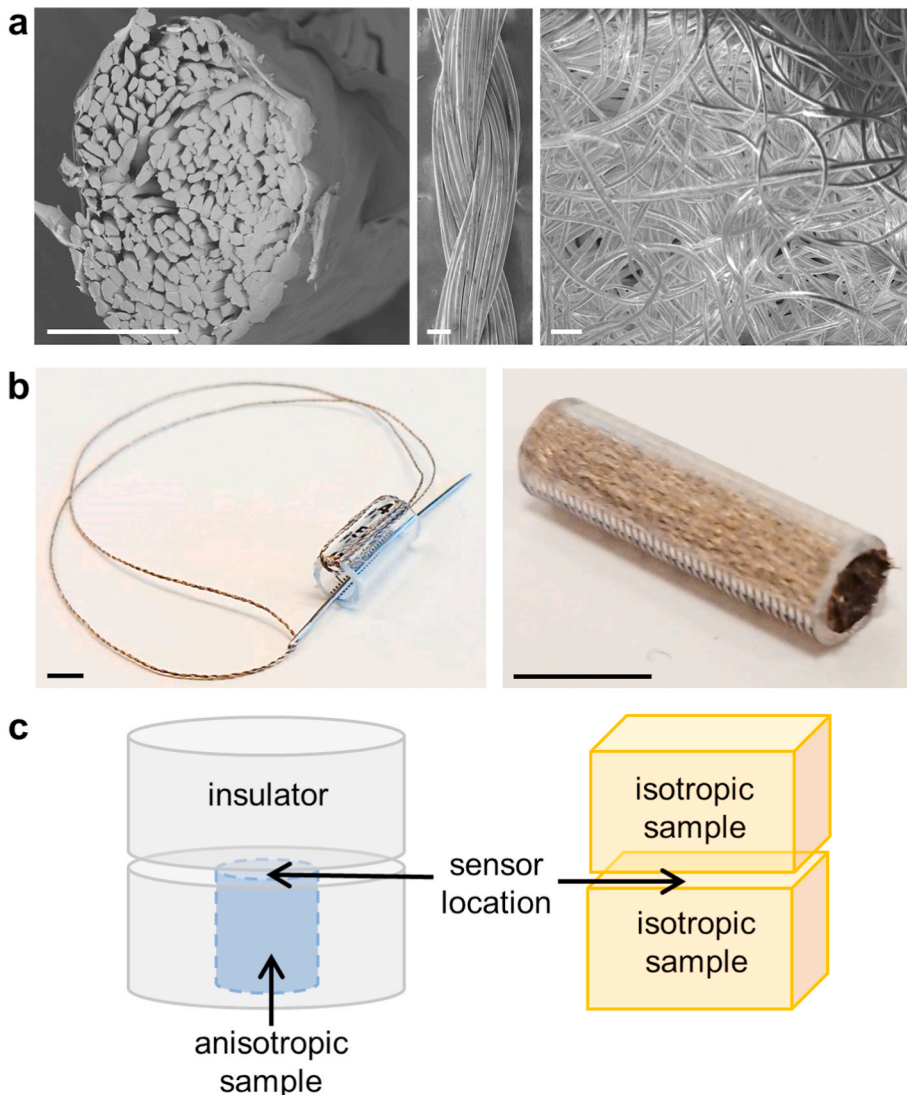 a
b
c
insulator
sensor
location
anisotropic
sample
isotropic
sample
isotropic
sample